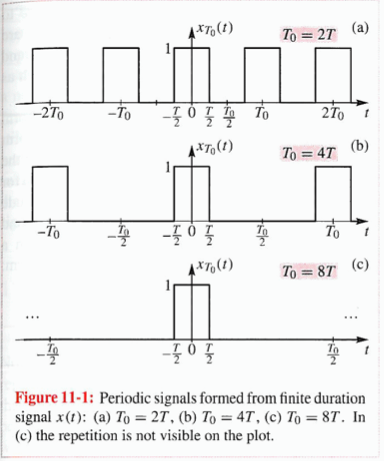 x_{T_0}(t) T_0 = 2T (a)
1
-2T_0 -T_0 -T/2 0 T/2 T_0/2 T_0 2T_0 t
x_{T_0}(t) T_0 = 4T (b)
1
-T_0 -T_0/2 -T/2 0 T/2 T_0/2 T_0 t
x_{T_0}(t) T_0 = 8T (c)
1
... ...
-T_0/2 -T/2 0 T/2 T_0/2 t
Figure 11-1: Periodic signals formed from finite duration
signal x(t): (a) T_0 = 2T, (b) T_0 = 4T, (c) T_0 = 8T. In
(c) the repetition is not visible on the plot.